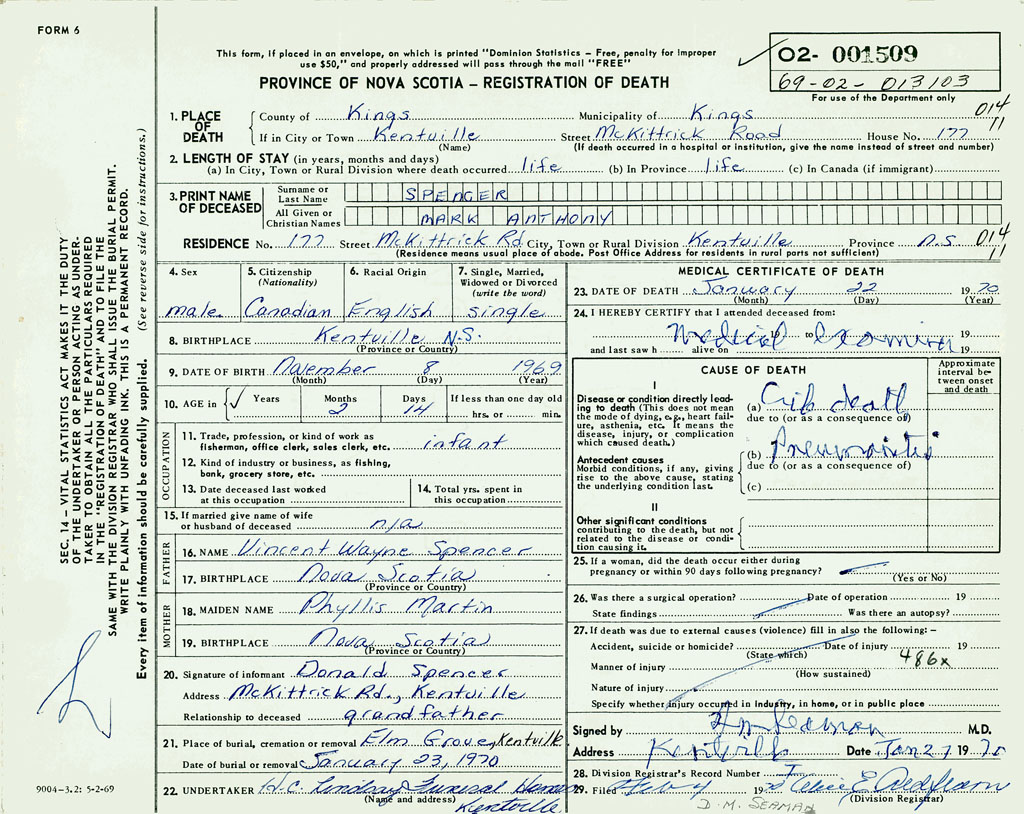 FORM 6
This form, if placed in an envelope, on which is printed "Dominion Statistics – Free, penalty for improper
use $50," and properly addressed will pass through the mail "FREE"
O2- 001509
69-02-013103
For use of the Department only
PROVINCE OF NOVA SCOTIA – REGISTRATION OF DEATH
1. PLACE OF DEATH
County of Kings Municipality of Kings 014
If in City or Town Kentville Street McKittrick Road House No. 177 11
(Name) (If death occurred in a hospital or institution, give the name instead of street and number)
2. LENGTH OF STAY (in years, months and days)
(a) In City, Town or Rural Division where death occurred life (b) In Province life (c) In Canada (if immigrant)
3. PRINT NAME OF DECEASED
Surname or Last Name SPENCER
All Given or Christian Names MARK ANTHONY
RESIDENCE No. 177 Street McKittrick Rd City, Town or Rural Division Kentville Province N.S. 014 11
(Residence means usual place of abode. Post Office Address for residents in rural parts not sufficient)
4. Sex
male
5. Citizenship (Nationality)
Canadian
6. Racial Origin
English
7. Single, Married, Widowed or Divorced (write the word)
single
8. BIRTHPLACE Kentville N.S.
(Province or Country)
9. DATE OF BIRTH November 8 1969
(Month) (Day) (Year)
10. AGE in Years Months 2 Days 14 If less than one day old
hrs. or min.
OCCUPATION
11. Trade, profession, or kind of work as
fisherman, office clerk, sales clerk, etc. infant
12. Kind of industry or business, as fishing,
bank, grocery store, etc.
13. Date deceased last worked
at this occupation
14. Total yrs. spent in
this occupation
15. If married give name of wife
or husband of deceased n/a
FATHER
16. NAME Vincent Wayne Spencer
17. BIRTHPLACE Nova Scotia
(Province or Country)
MOTHER
18. MAIDEN NAME Phyllis Martin
19. BIRTHPLACE Nova Scotia
(Province or Country)
20. Signature of informant Donald Spencer
Address McKittrick Rd., Kentville
Relationship to deceased grandfather
21. Place of burial, cremation or removal Elm Grove, Kentville
Date of burial or removal January 23, 1970
22. UNDERTAKER H.C. Lindsay Funeral Home
(Name and address) Kentville
MEDICAL CERTIFICATE OF DEATH
23. DATE OF DEATH January 22 1970
(Month) (Day) (Year)
24. I HEREBY CERTIFY that I attended deceased from:
Medical 19 to 19
and last saw h alive on 19
CAUSE OF DEATH
Approximate interval between onset and death
I
Disease or condition directly leading to death (This does not mean the mode of dying, e.g., heart failure, asthenia, etc. It means the disease, injury, or complication which caused death.)
(a) Crib death
due to (or as a consequence of)
Antecedent causes
Morbid conditions, if any, giving rise to the above cause, stating the underlying condition last.
(b) Pneumonitis
due to (or as a consequence of)
(c)
II
Other significant conditions
contributing to the death, but not related to the disease or condition causing it.
25. If a woman, did the death occur either during
pregnancy or within 90 days following pregnancy?
(Yes or No)
26. Was there a surgical operation? Date of operation 19
State findings Was there an autopsy?
27. If death was due to external causes (violence) fill in also the following: –
Accident, suicide or homicide? Date of injury 19
(State which) 486x
Manner of injury
(How sustained)
Nature of injury
Specify whether injury occurred in industry, in home, or in public place
Signed by M.D.
Address Kentville Date Jan 27 1970
28. Division Registrar's Record Number
29. Filed Feb 4 19
D. M. SEAMAN (Division Registrar)
SEC. 14 – VITAL STATISTICS ACT MAKES IT THE DUTY
OF THE UNDERTAKER OR PERSON ACTING AS UNDER-
TAKER TO OBTAIN ALL THE PARTICULARS REQUIRED
IN THE "REGISTRATION OF DEATH" AND TO FILE THE
SAME WITH THE DIVISION REGISTRAR WHO SHALL ISSUE THE BURIAL PERMIT.
WRITE PLAINLY WITH UNFADING INK. THIS IS A PERMANENT RECORD.
Every item of information should be carefully supplied. (See reverse side for instructions.)
9004-3.2: 5-2-69